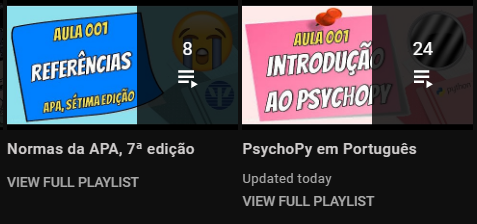 AULA 001
REFERÊNCIAS
APA, SÉTIMA EDIÇÃO
8
Normas da APA, 7ª edição
VIEW FULL PLAYLIST
AULA 001
INTRODUÇÃO
AO PSYCHOPY
24
python
PsychoPy em Português
Updated today
VIEW FULL PLAYLIST